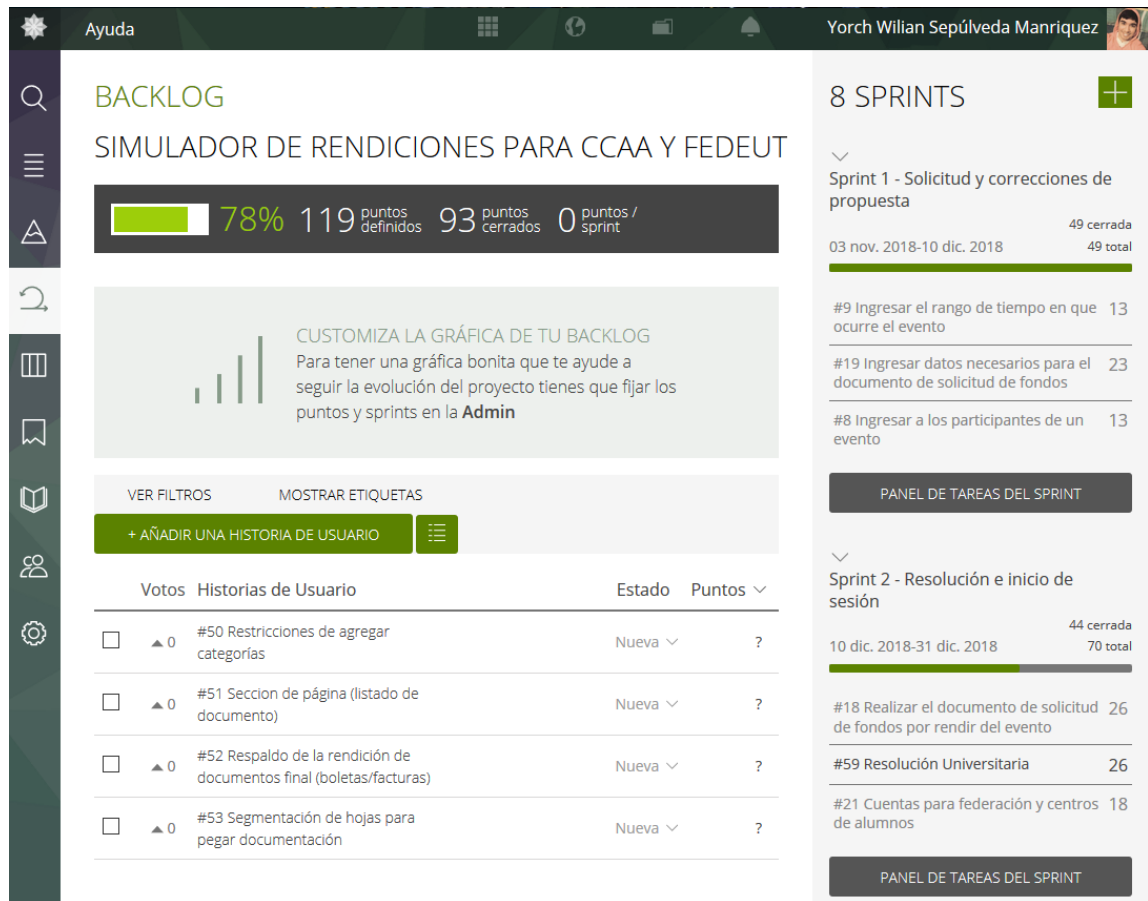 Ayuda
Yorch Wilian Sepúlveda Manriquez
BACKLOG
SIMULADOR DE RENDICIONES PARA CCAA Y FEDEUT
78% 119 puntos definidos 93 puntos cerrados 0 puntos / sprint
CUSTOMIZA LA GRÁFICA DE TU BACKLOG
Para tener una gráfica bonita que te ayude a
seguir la evolución del proyecto tienes que fijar los
puntos y sprints en la Admin
VER FILTROS MOSTRAR ETIQUETAS
+ AÑADIR UNA HISTORIA DE USUARIO
Votos Historias de Usuario Estado Puntos
0 #50 Restricciones de agregar
categorías Nueva ?
0 #51 Seccion de página (listado de
documento) Nueva ?
0 #52 Respaldo de la rendición de
documentos final (boletas/facturas) Nueva ?
0 #53 Segmentación de hojas para
pegar documentación Nueva ?
8 SPRINTS
Sprint 1 - Solicitud y correcciones de
propuesta
49 cerrada
03 nov. 2018-10 dic. 2018 49 total
#9 Ingresar el rango de tiempo en que 13
ocurre el evento
#19 Ingresar datos necesarios para el 23
documento de solicitud de fondos
#8 Ingresar a los participantes de un 13
evento
PANEL DE TAREAS DEL SPRINT
Sprint 2 - Resolución e inicio de
sesión
44 cerrada
10 dic. 2018-31 dic. 2018 70 total
#18 Realizar el documento de solicitud 26
de fondos por rendir del evento
#59 Resolución Universitaria 26
#21 Cuentas para federación y centros 18
de alumnos
PANEL DE TAREAS DEL SPRINT